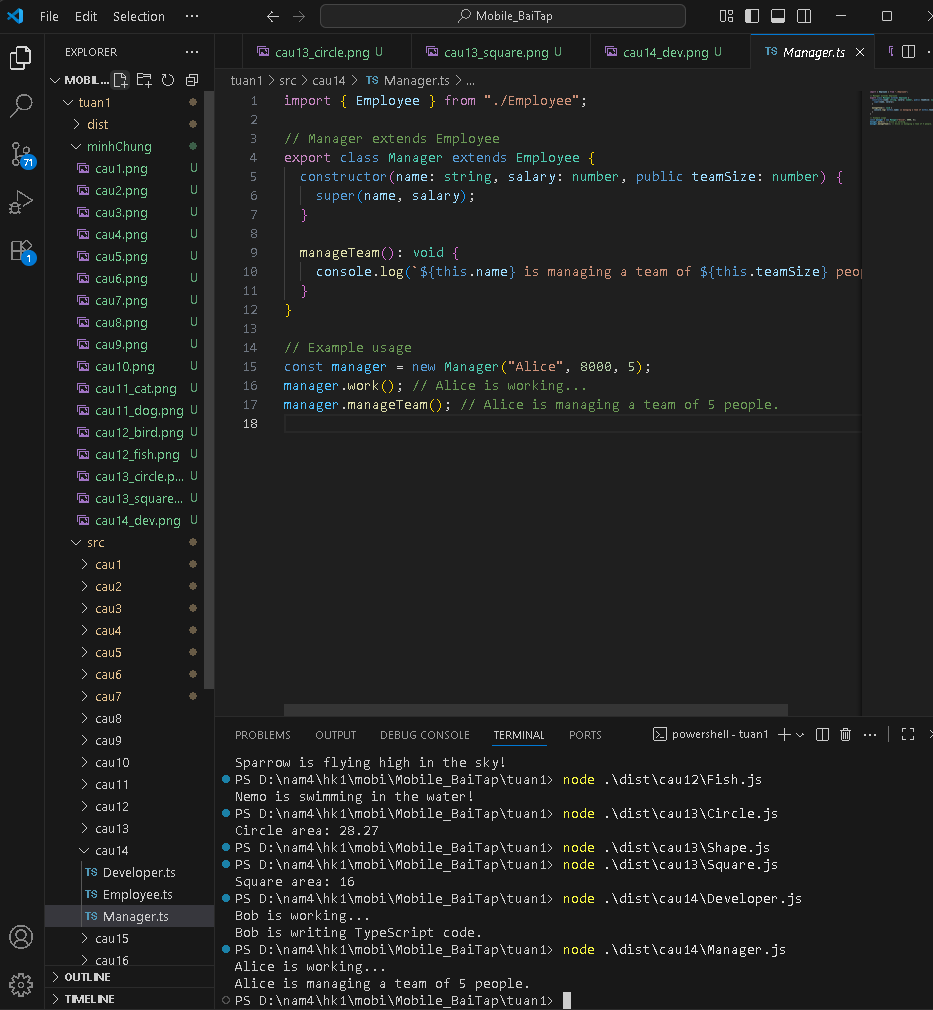 File Edit Selection ... Mobile_BaiTap
EXPLORER ...
MOBIL...
tuan1
dist
minhChung
cau1.png U
cau2.png U
cau3.png U
cau4.png U
cau5.png U
cau6.png U
cau7.png U
cau8.png U
cau9.png U
cau10.png U
cau11_cat.png U
cau11_dog.png U
cau12_bird.png U
cau12_fish.png U
cau13_circle.p... U
cau13_square... U
cau14_dev.png U
src
cau1
cau2
cau3
cau4
cau5
cau6
cau7
cau8
cau9
cau10
cau11
cau12
cau13
cau14
TS Developer.ts
TS Employee.ts
TS Manager.ts
cau15
cau16
OUTLINE
TIMELINE
71
1
cau13_circle.png U cau13_square.png U cau14_dev.png U TS Manager.ts
tuan1 > src > cau14 > TS Manager.ts > ...
1 import { Employee } from "./Employee";
2
3 // Manager extends Employee
4 export class Manager extends Employee {
5 constructor(name: string, salary: number, public teamSize: number) {
6 super(name, salary);
7 }
8
9 manageTeam(): void {
10 console.log(`${this.name} is managing a team of ${this.teamSize} peop
11 }
12 }
13
14 // Example usage
15 const manager = new Manager("Alice", 8000, 5);
16 manager.work(); // Alice is working...
17 manager.manageTeam(); // Alice is managing a team of 5 people.
18
PROBLEMS OUTPUT DEBUG CONSOLE TERMINAL PORTS powershell - tuan1
Sparrow is flying high in the sky!
PS D:\nam4\hk1\mobi\Mobile_BaiTap\tuan1> node .\dist\cau12\Fish.js
Nemo is swimming in the water!
PS D:\nam4\hk1\mobi\Mobile_BaiTap\tuan1> node .\dist\cau13\Circle.js
Circle area: 28.27
PS D:\nam4\hk1\mobi\Mobile_BaiTap\tuan1> node .\dist\cau13\Shape.js
PS D:\nam4\hk1\mobi\Mobile_BaiTap\tuan1> node .\dist\cau13\Square.js
Square area: 16
PS D:\nam4\hk1\mobi\Mobile_BaiTap\tuan1> node .\dist\cau14\Developer.js
Bob is working...
Bob is writing TypeScript code.
PS D:\nam4\hk1\mobi\Mobile_BaiTap\tuan1> node .\dist\cau14\Manager.js
Alice is working...
Alice is managing a team of 5 people.
PS D:\nam4\hk1\mobi\Mobile_BaiTap\tuan1>